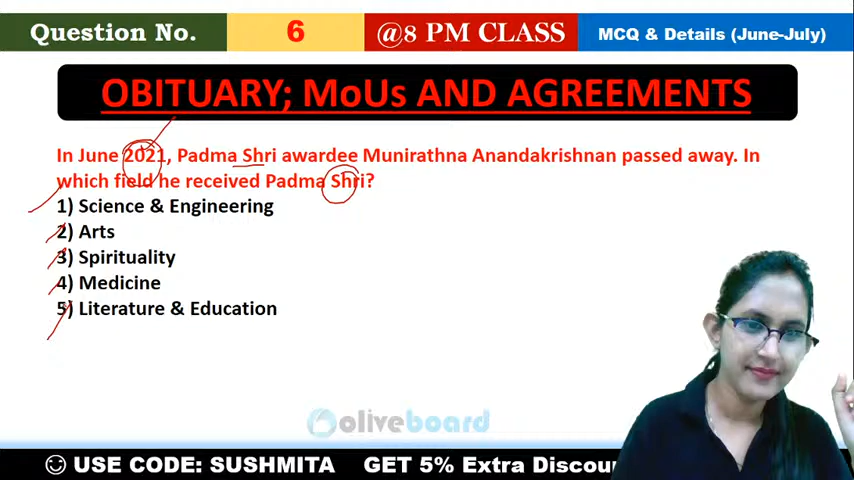 Question No.
6
@8 PM CLASS
MCQ & Details (June-July)
OBITUARY; MoUs AND AGREEMENTS
In June 2021, Padma Shri awardee Munirathna Anandakrishnan passed away. In
which field he received Padma Shri?
1) Science & Engineering
2) Arts
3) Spirituality
4) Medicine
5) Literature & Education
oliveboard
USE CODE: SUSHMITA GET 5% Extra Discou